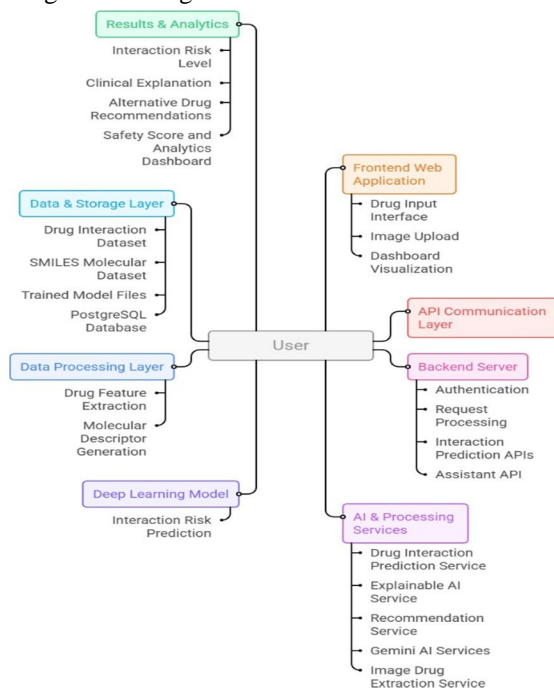 Results & Analytics
Interaction Risk
Level
Clinical Explanation
Alternative Drug
Recommendations
Safety Score and
Analytics
Dashboard
Data & Storage Layer
Drug Interaction
Dataset
SMILES Molecular
Dataset
Trained Model Files
PostgreSQL
Database
Data Processing Layer
Drug Feature
Extraction
Molecular
Descriptor
Generation
Deep Learning Model
Interaction Risk
Prediction
User
Frontend Web
Application
Drug Input
Interface
Image Upload
Dashboard
Visualization
API Communication
Layer
Backend Server
Authentication
Request
Processing
Interaction
Prediction APIs
Assistant API
AI & Processing
Services
Drug Interaction
Prediction Service
Explainable AI
Service
Recommendation
Service
Gemini AI Services
Image Drug
Extraction Service